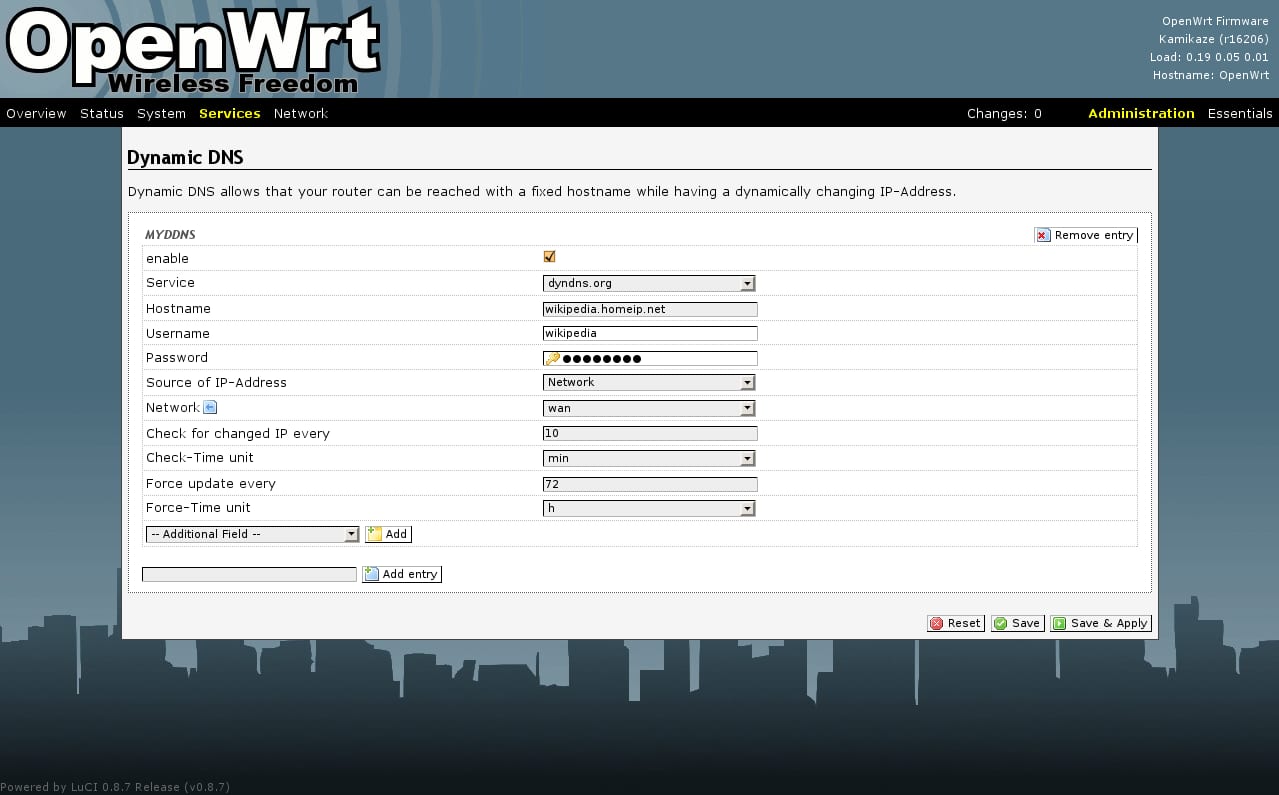 OpenWrt
Wireless Freedom
OpenWrt Firmware
Kamikaze (r16206)
Load: 0.19 0.05 0.01
Hostname: OpenWrt
Overview Status System Services Network Changes: 0 Administration Essentials
Dynamic DNS
Dynamic DNS allows that your router can be reached with a fixed hostname while having a dynamically changing IP-Address.
MYDDNS Remove entry
enable
Service dyndns.org
Hostname wikipedia.homeip.net
Username wikipedia
Password ●●●●●●●●
Source of IP-Address Network
Network wan
Check for changed IP every 10
Check-Time unit min
Force update every 72
Force-Time unit h
-- Additional Field -- Add
Add entry
Reset Save Save & Apply
Powered by LuCI 0.8.7 Release (v0.8.7)